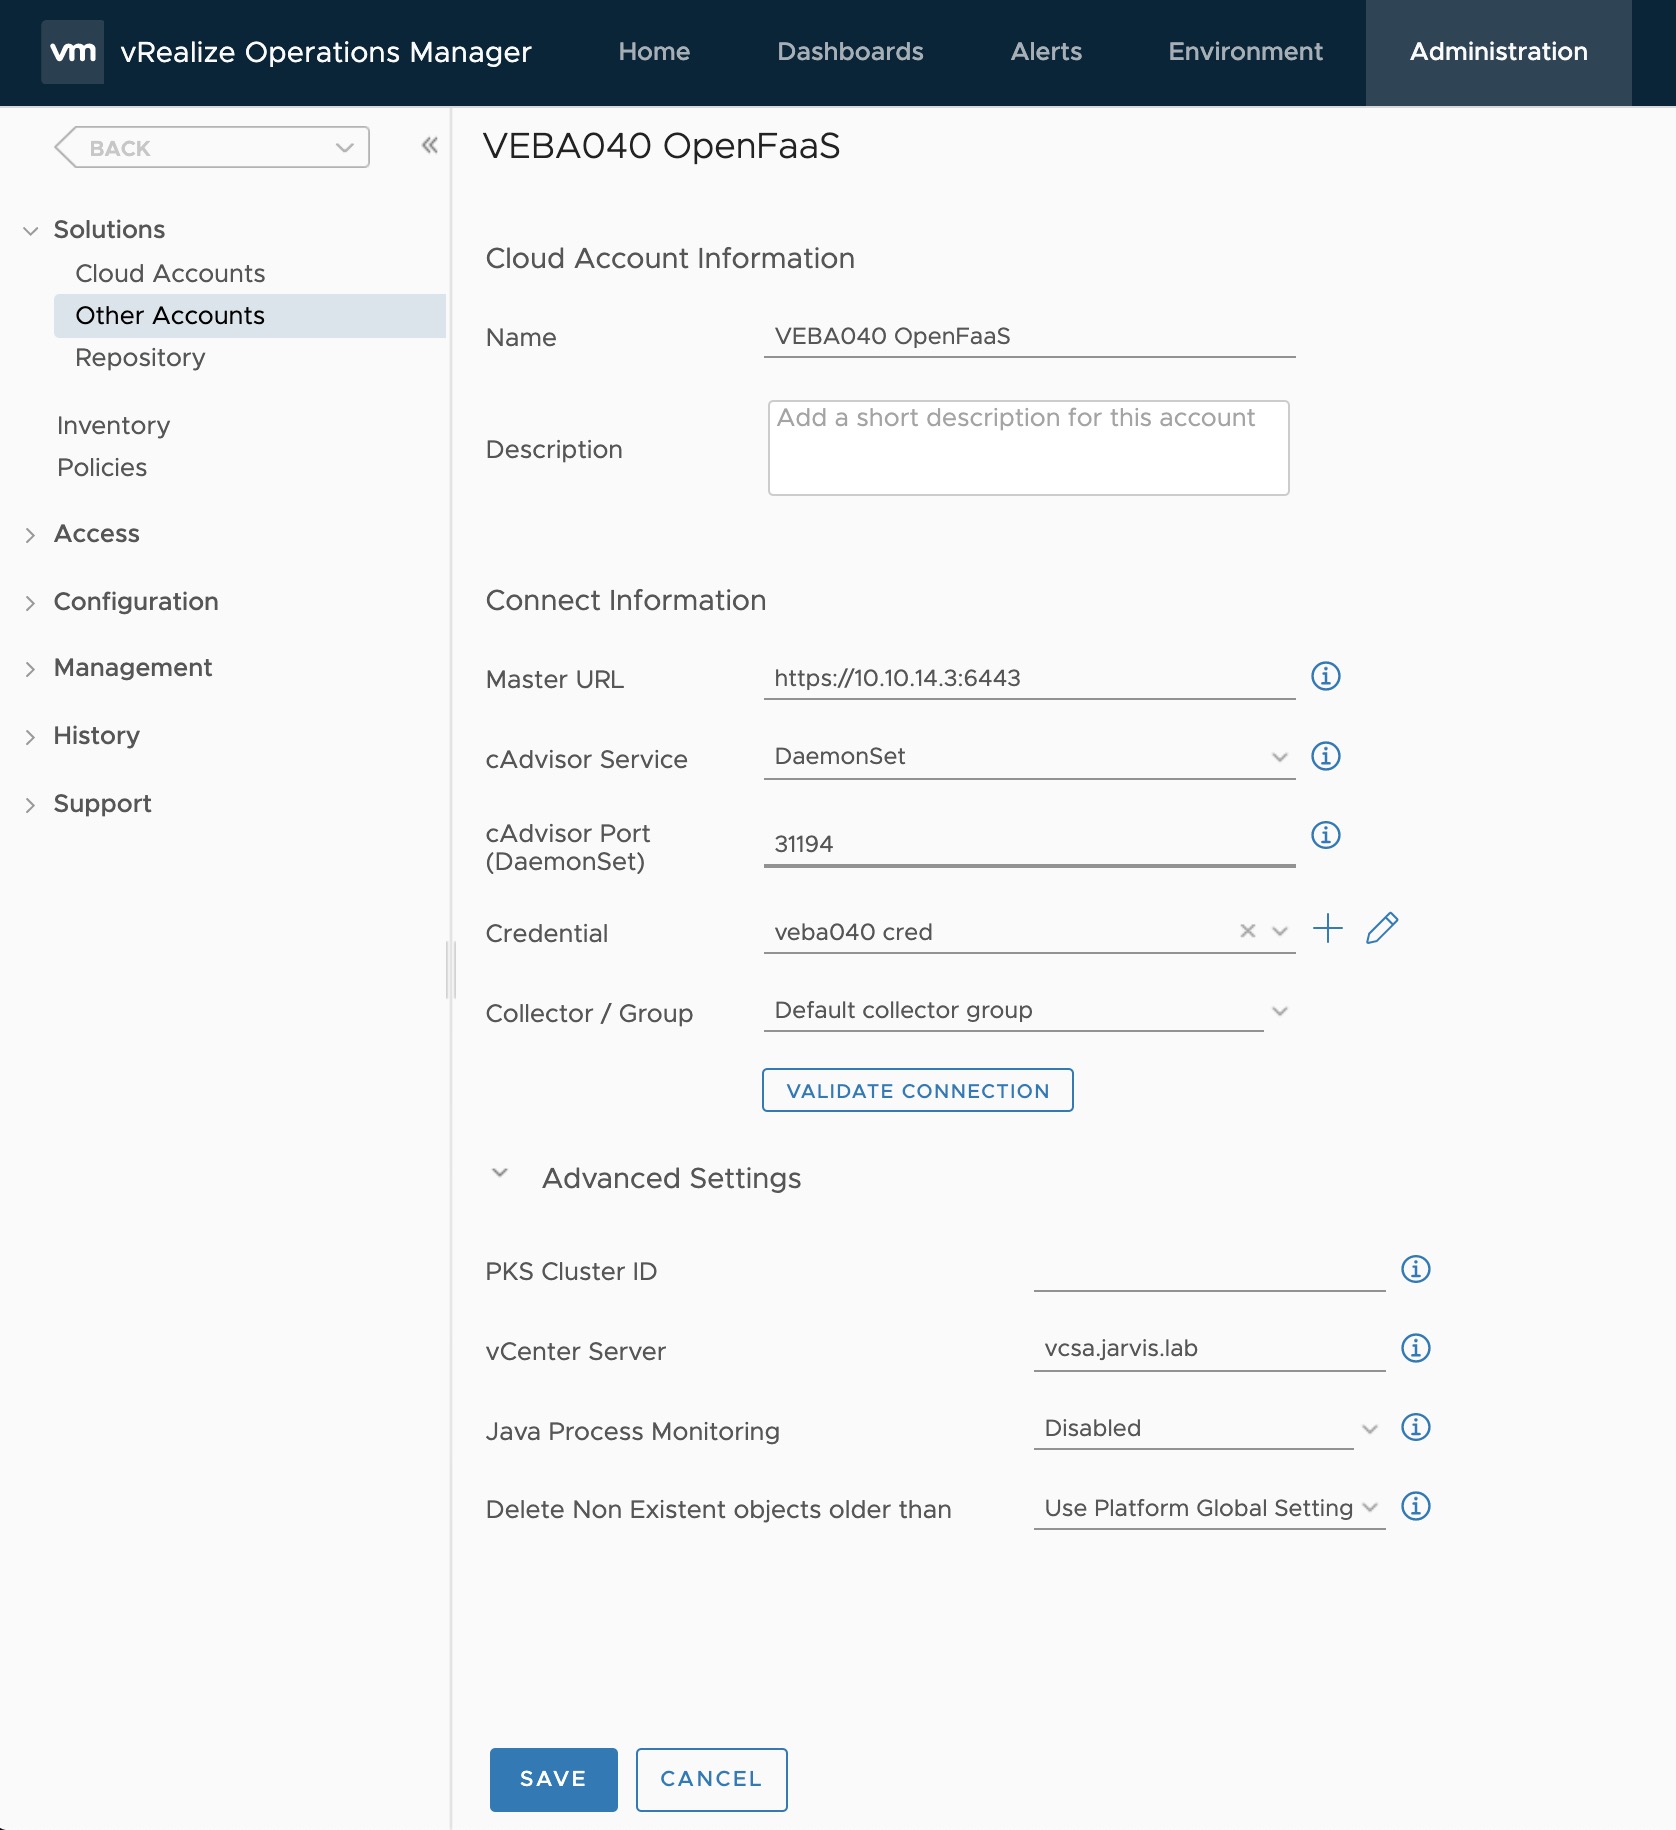 vm vRealize Operations Manager Home Dashboards Alerts Environment Administration
BACK
Solutions
Cloud Accounts
Other Accounts
Repository
Inventory
Policies
Access
Configuration
Management
History
Support
VEBA040 OpenFaaS
Cloud Account Information
Name VEBA040 OpenFaaS
Description Add a short description for this account
Connect Information
Master URL https://10.10.14.3:6443
cAdvisor Service DaemonSet
cAdvisor Port
(DaemonSet) 31194
Credential veba040 cred
Collector / Group Default collector group
VALIDATE CONNECTION
Advanced Settings
PKS Cluster ID
vCenter Server vcsa.jarvis.lab
Java Process Monitoring Disabled
Delete Non Existent objects older than Use Platform Global Setting
SAVE CANCEL